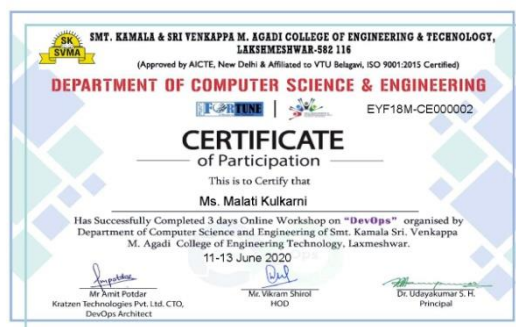 SK
SVMA
SMT. KAMALA & SRI VENKAPPA M. AGADI COLLEGE OF ENGINEERING & TECHNOLOGY,
LAKSHMESHWAR-582 116
(Approved by AICTE, New Delhi & Affiliated to VTU Belagavi, ISO 9001:2015 Certified)
DEPARTMENT OF COMPUTER SCIENCE & ENGINEERING
FORTUNE
EYF18M-CE000002
CERTIFICATE
of Participation
This is to Certify that
Ms. Malati Kulkarni
Has Successfully Completed 3 days Online Workshop on "DevOps" organised by
Department of Computer Science and Engineering of Smt. Kamala Sri. Venkappa
M. Agadi College of Engineering Technology, Laxmeshwar.
11-13 June 2020
Mr Amit Potdar
Kratzen Technologies Pvt. Ltd. CTO,
DevOps Architect
Mr. Vikram Shirol
HOD
Dr. Udayakumar S. H.
Principal